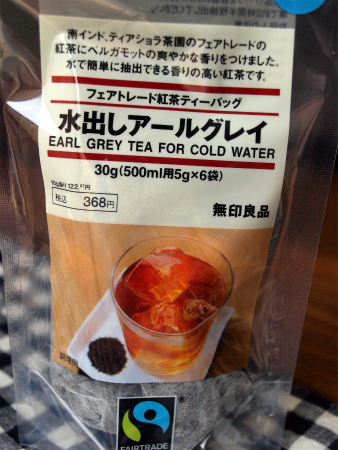 南インド、ティアショラ茶園のフェアトレードの
紅茶にベルガモットの爽やかな香りをつけました。
水で簡単に抽出できる香りの高い紅茶です。
フェアトレード紅茶ティーバッグ
水出しアールグレイ
EARL GREY TEA FOR COLD WATER
30g(500ml用5g×6袋)
税込 368円
無印良品
FAIRTRADE